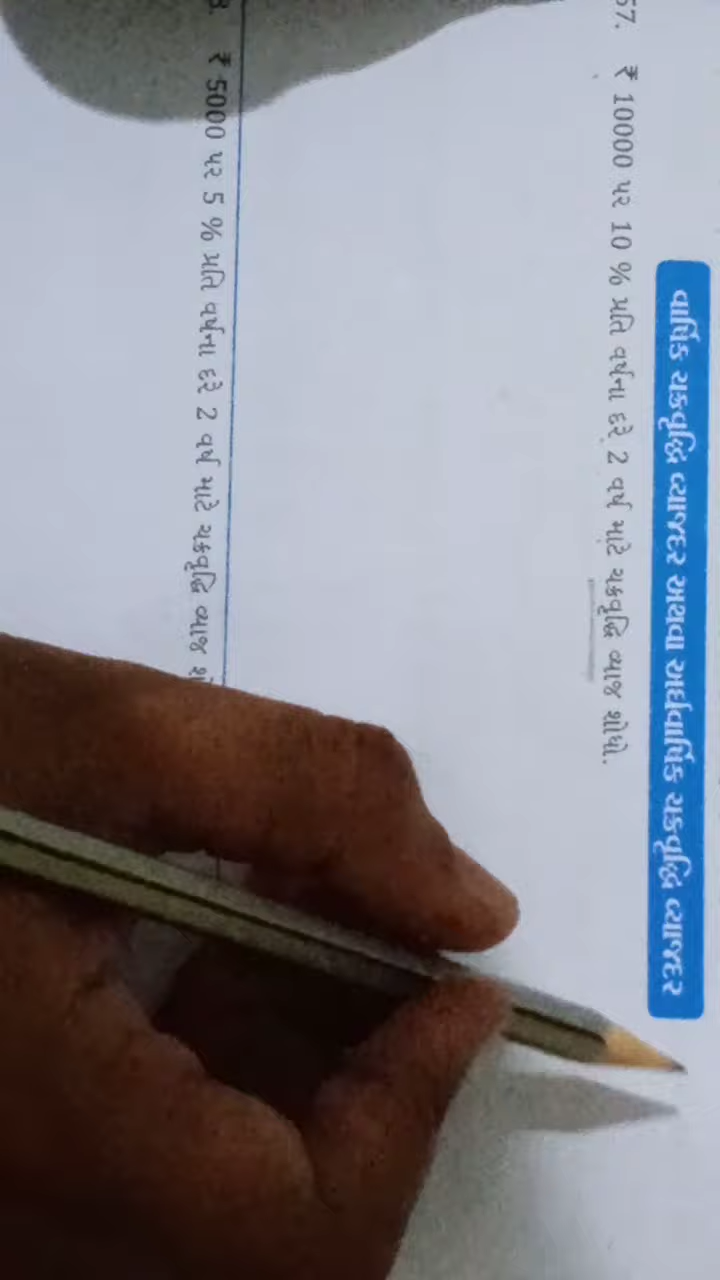 વાર્ષિક ચક્રવૃદ્ધિ વ્યાજદર અથવા અર્ધવાર્ષિક ચક્રવૃદ્ધિ વ્યાજદર
57. ₹ 10000 પર 10 % પ્રતિ વર્ષના દરે 2 વર્ષ માટે ચક્રવૃદ્ધિ વ્યાજ શોધો.
₹ 5000 પર 5 % પ્રતિ વર્ષના દરે 2 વર્ષ માટે ચક્રવૃદ્ધિ વ્યાજ